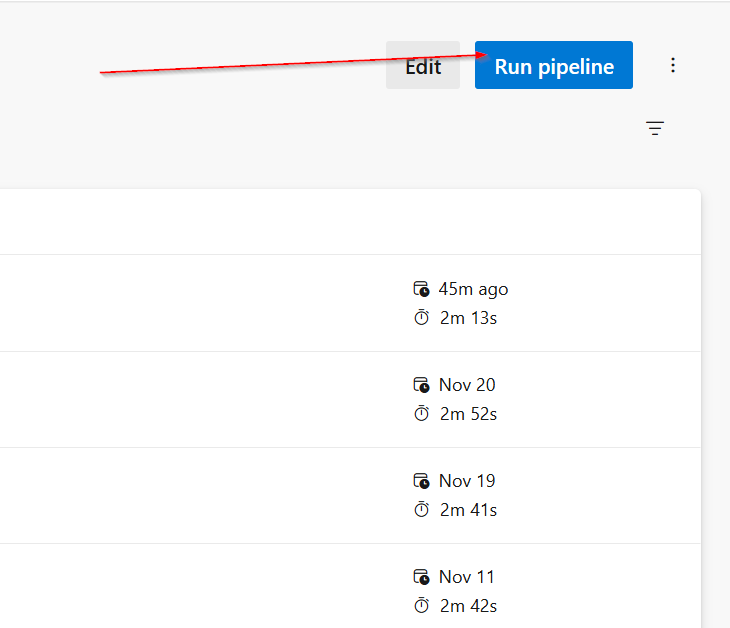 Edit Run pipeline
45m ago
2m 13s
Nov 20
2m 52s
Nov 19
2m 41s
Nov 11
2m 42s